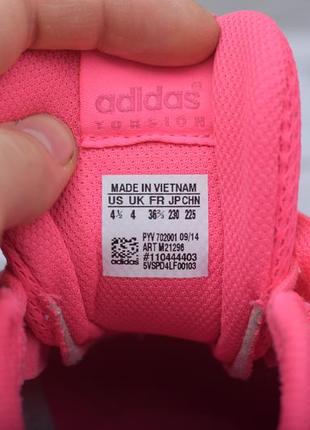 adidas
TORSION
MADE IN VIETNAM
US UK FR JP CHN
4½ 4 36⅔ 230 225
PYV 702001 09/14
ART M21296
#110444403
adidas 5VSPD4LF00103